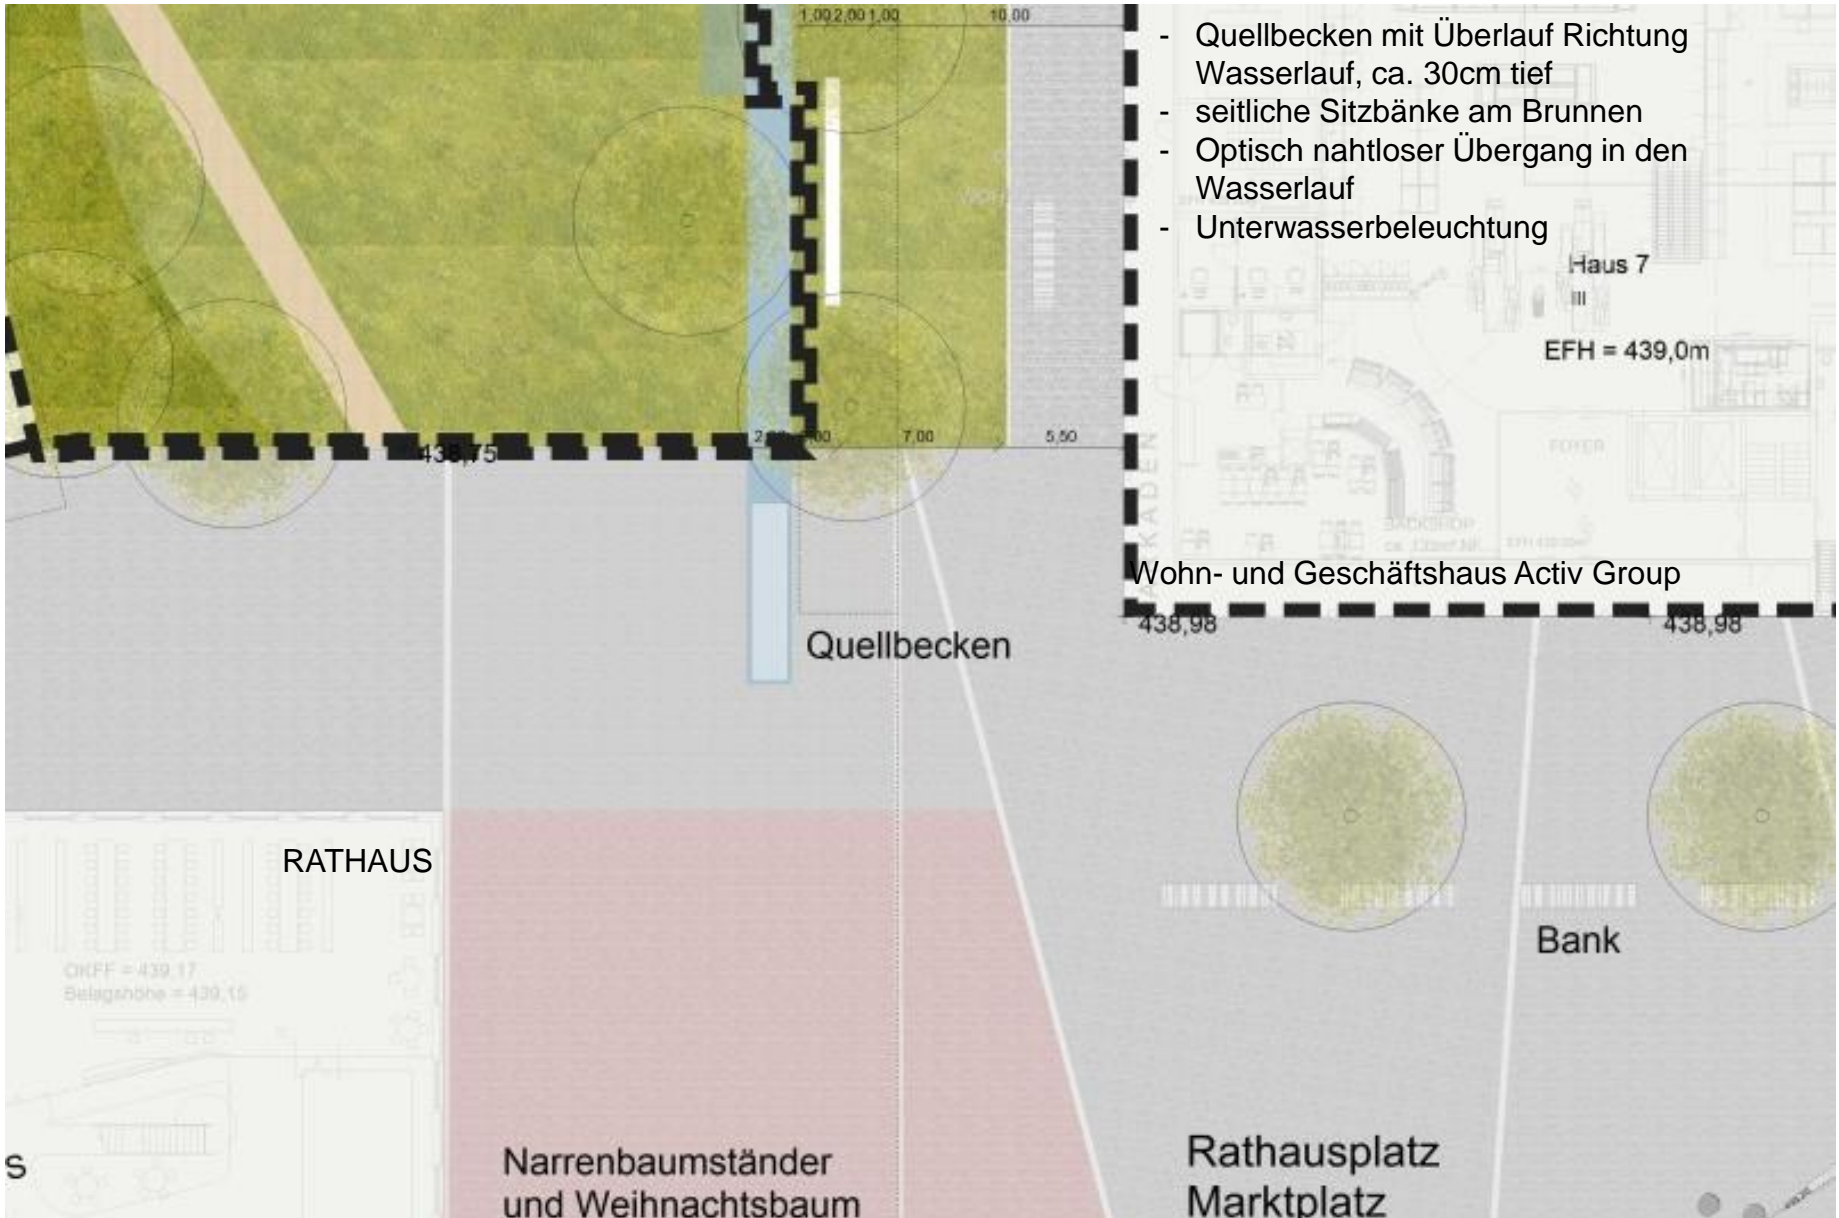 1,00 2,00 1,00
10,00
- Quellbecken mit Überlauf Richtung
Wasserlauf, ca. 30cm tief
- seitliche Sitzbänke am Brunnen
- Optisch nahtloser Übergang in den
Wasserlauf
- Unterwasserbeleuchtung
Haus 7
III
EFH = 439,0m
438,75
7,00
5,50
FOYER
BACKSHOP
Wohn- und Geschäftshaus Activ Group
438,98
438,98
Quellbecken
RATHAUS
Bank
OKFF = 439,17
Belagshöhe = 439,15
S
Narrenbaumständer
und Weihnachtsbaum
Rathausplatz
Marktplatz